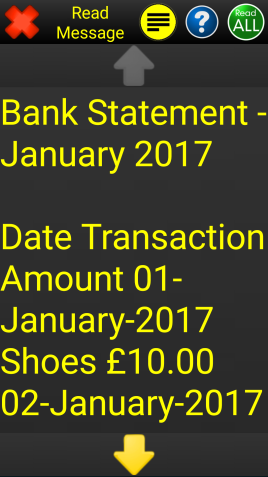 Read
Message
?
Read
ALL
Bank Statement -
January 2017
Date Transaction
Amount 01-
January-2017
Shoes £10.00
02-January-2017